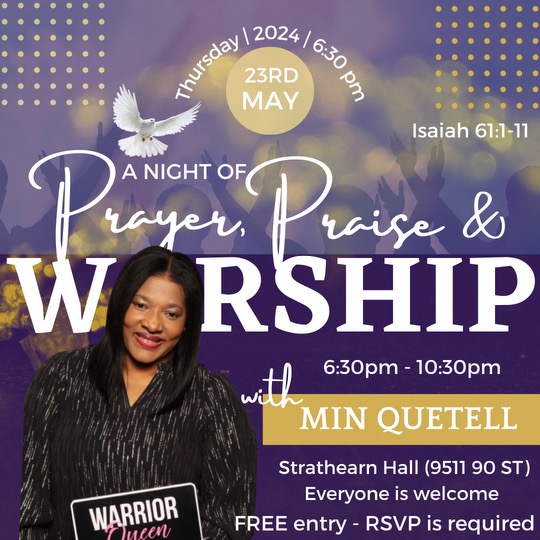 Thursday | 2024 | 6:30 pm
23RD
MAY
Isaiah 61:1-11
A NIGHT OF
Prayer, Praise &
WORSHIP
6:30pm - 10:30pm
with
MIN QUETELL
Strathearn Hall (9511 90 ST)
Everyone is welcome
FREE entry - RSVP is required
WARRIOR
Queen